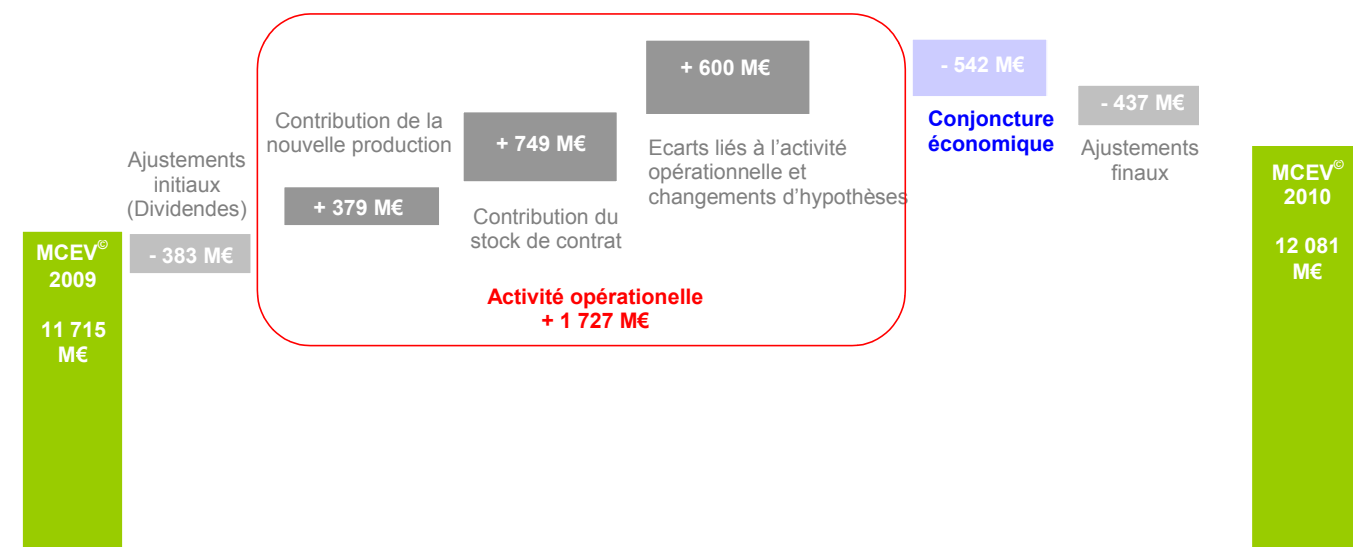 MCEV©
2009
11 715
M€
Ajustements
initiaux
(Dividendes)
- 383 M€
Contribution de la
nouvelle production
+ 379 M€
+ 749 M€
Contribution du
stock de contrat
+ 600 M€
Ecarts liés à l’activité
opérationnelle et
changements d’hypothèses
Activité opérationelle
+ 1 727 M€
- 542 M€
Conjoncture
économique
- 437 M€
Ajustements
finaux
MCEV©
2010
12 081
M€